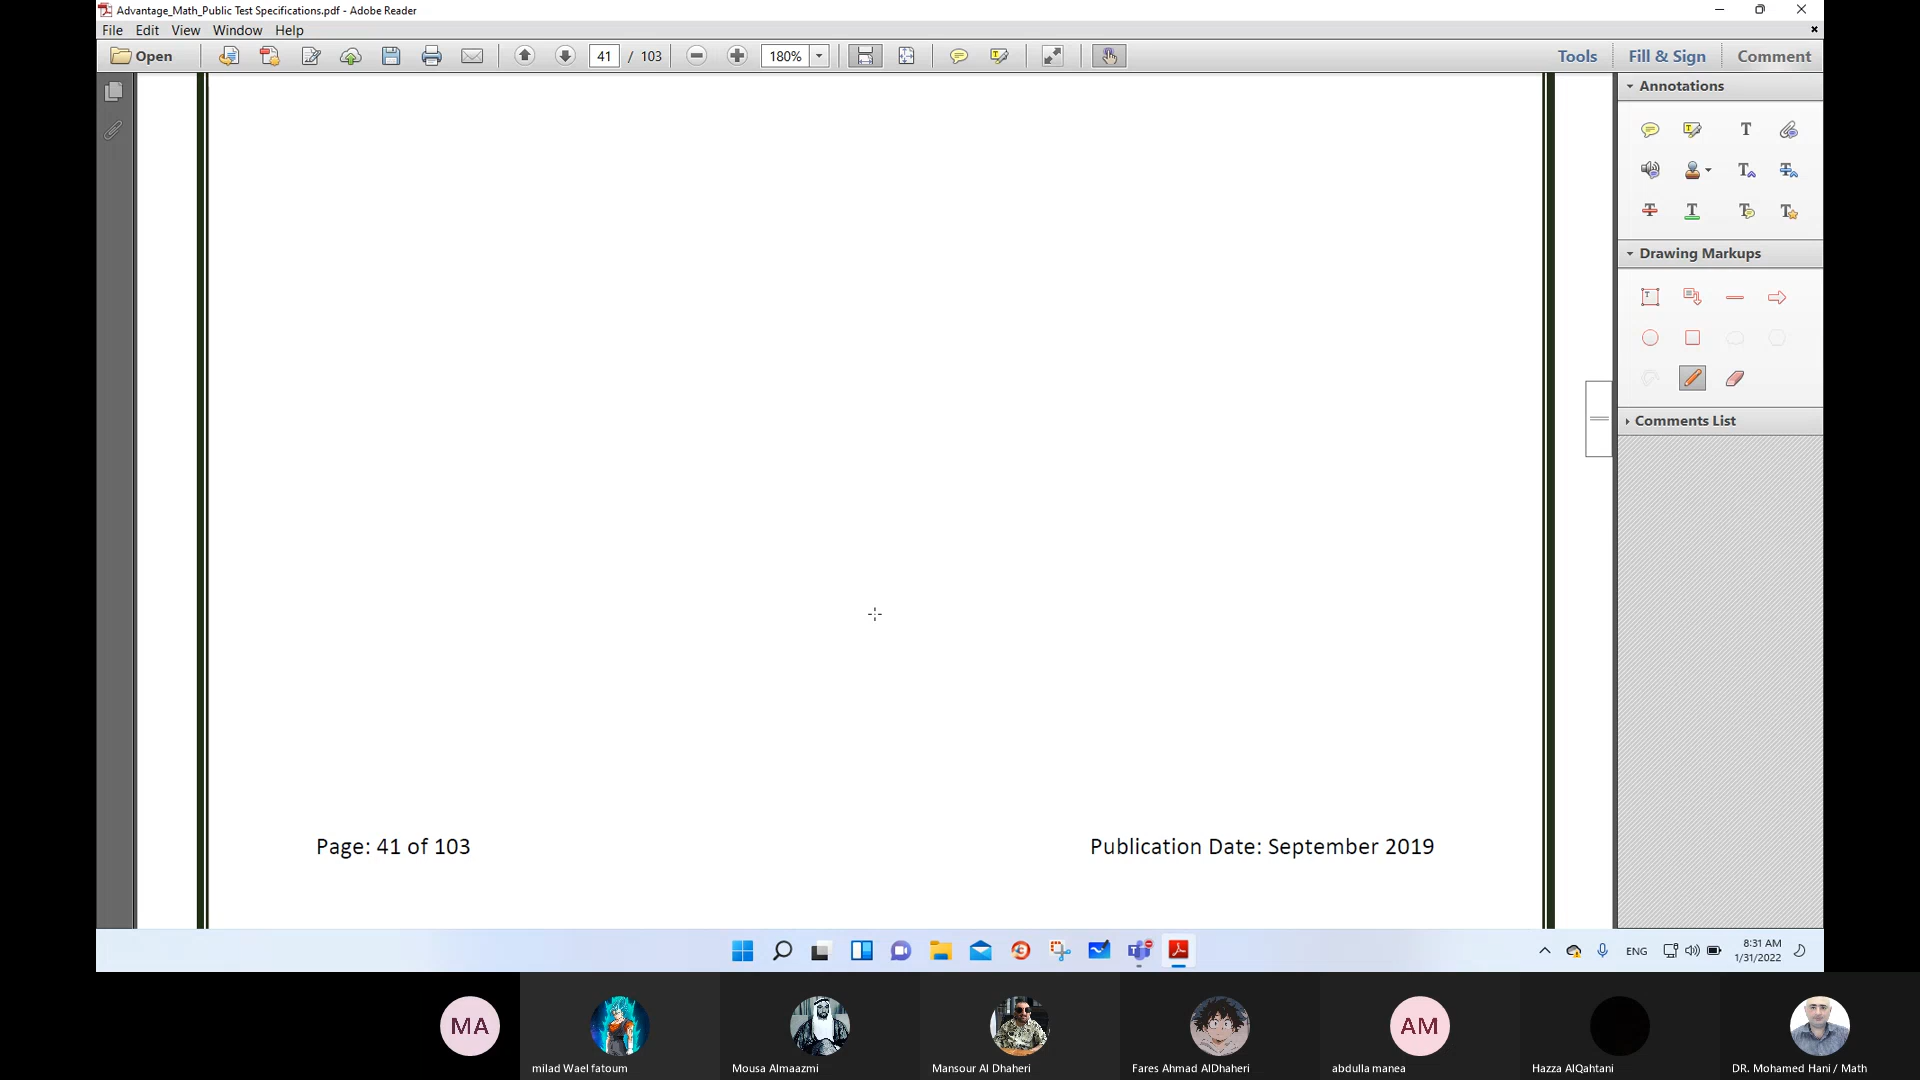 Advantage_Math_Public Test Specifications.pdf - Adobe Reader
File Edit View Window Help
Open 41 / 103 180% Tools Fill & Sign Comment
Annotations
Drawing Markups
Comments List
Page: 41 of 103 Publication Date: September 2019
ENG 8:31 AM
1/31/2022
MA AM
milad Wael fatoum Mousa Almaazmi Mansour Al Dhaheri Fares Ahmad AlDhaheri abdulla manea Hazza AlQahtani DR. Mohamed Hani / Math